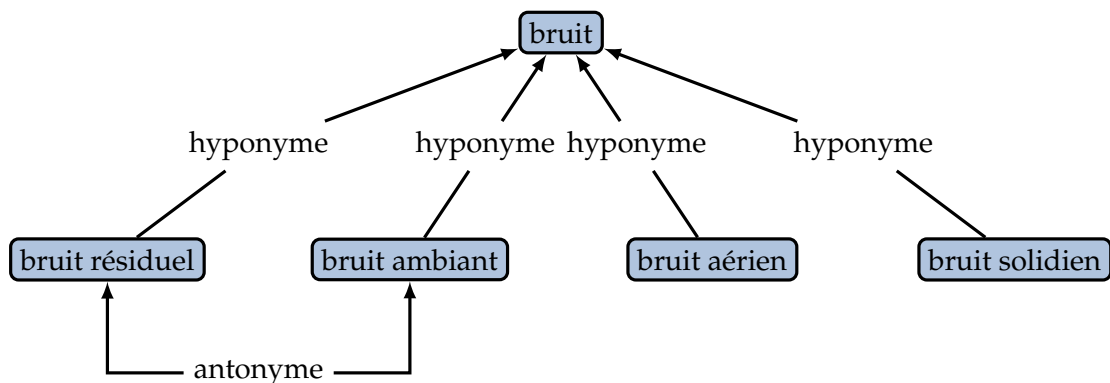 bruit
hyponyme hyponyme hyponyme hyponyme
bruit résiduel bruit ambiant bruit aérien bruit solidien
antonyme